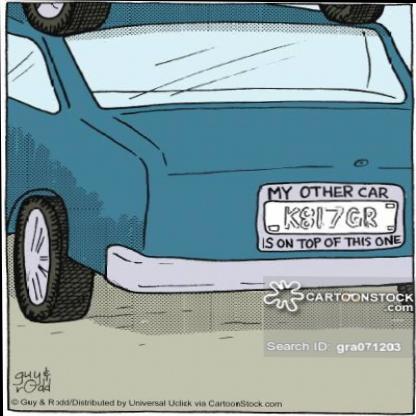 MY OTHER CAR
K817GR
IS ON TOP OF THIS ONE
CARTOONSTOCK
.com
Search ID: gra071203
guy &
rodd
© Guy & Rodd/Distributed by Universal Uclick via CartoonStock.com